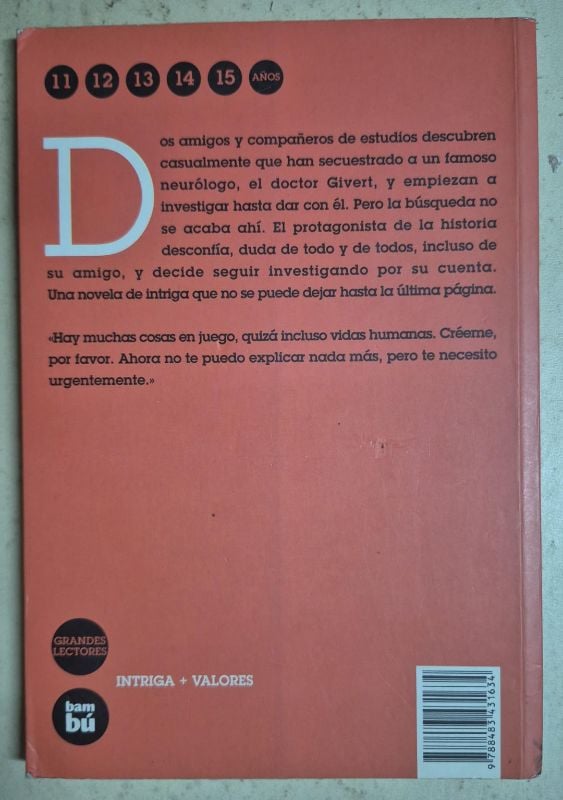 11 12 13 14 15 AÑOS
Dos amigos y compañeros de estudios descubren
casualmente que han secuestrado a un famoso
neurólogo, el doctor Givert, y empiezan a
investigar hasta dar con él. Pero la búsqueda no
se acaba ahí. El protagonista de la historia
desconfía, duda de todo y de todos, incluso de
su amigo, y decide seguir investigando por su cuenta.
Una novela de intriga que no se puede dejar hasta la última página.
«Hay muchas cosas en juego, quizá incluso vidas humanas. Créeme,
por favor. Ahora no te puedo explicar nada más, pero te necesito
urgentemente.»
GRANDES
LECTORES
INTRIGA + VALORES
bam
bú
9 788483 431634